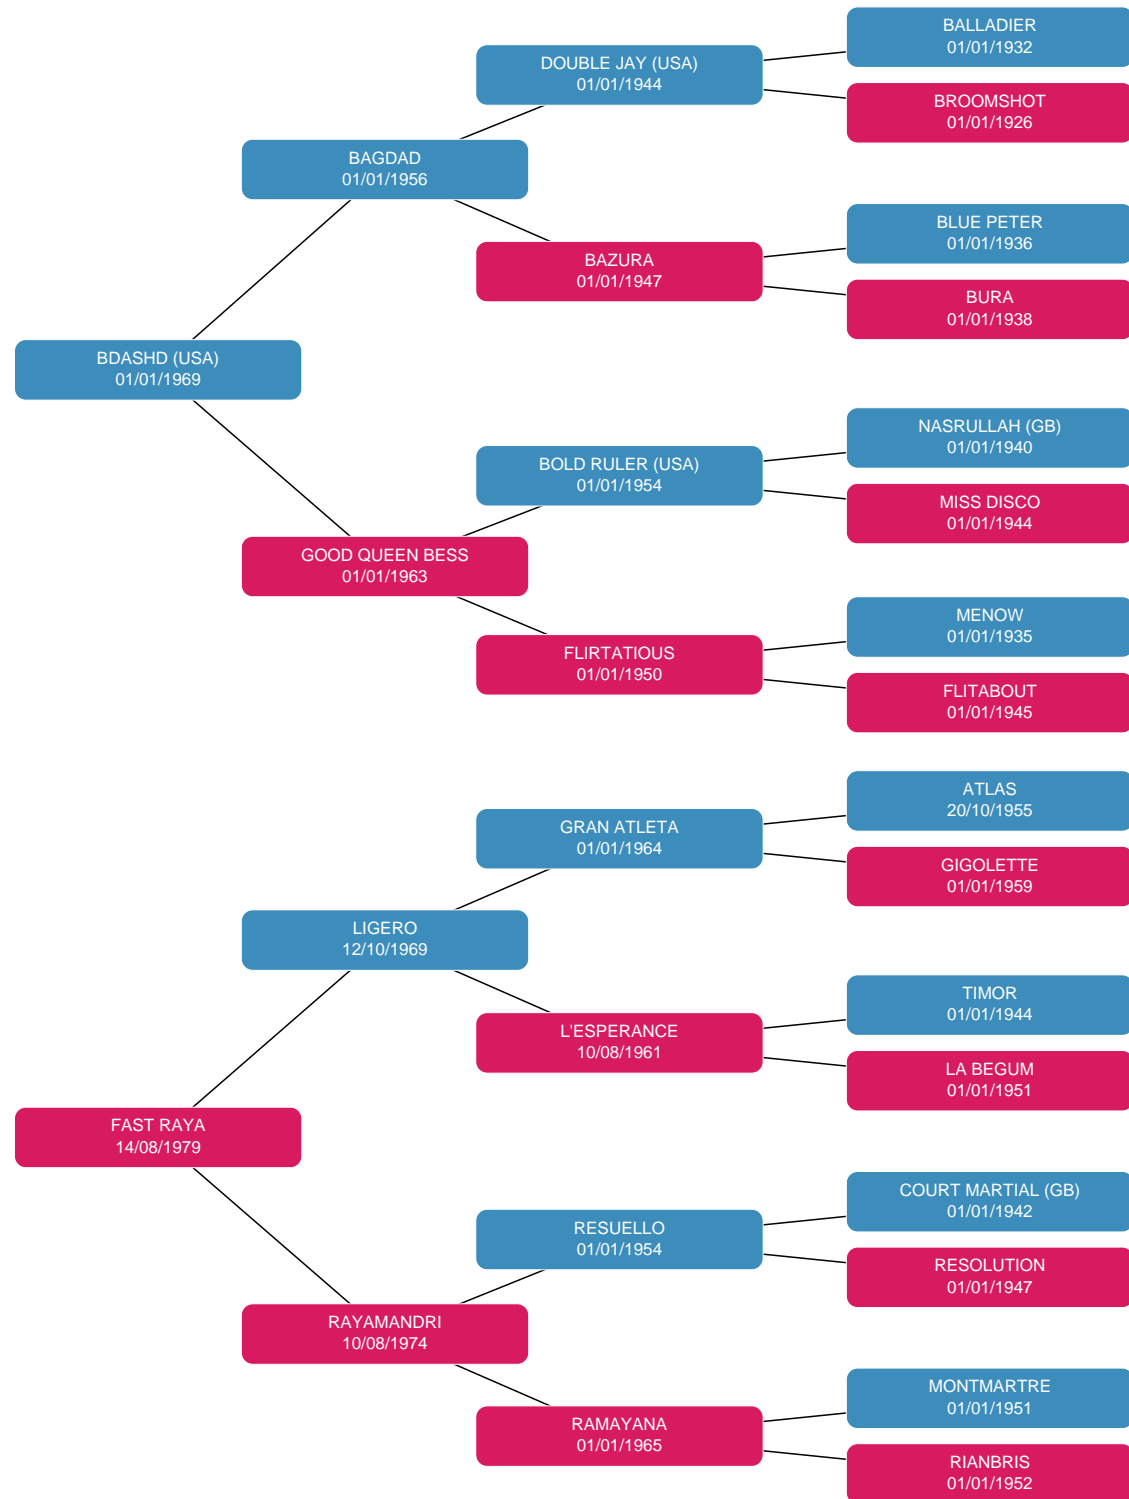 BALLADIER
01/01/1932
DOUBLE JAY (USA)
01/01/1944
BROOMSHOT
01/01/1926
BAGDAD
01/01/1956
BLUE PETER
01/01/1936
BAZURA
01/01/1947
BURA
01/01/1938
BDASHD (USA)
01/01/1969
NASRULLAH (GB)
01/01/1940
BOLD RULER (USA)
01/01/1954
MISS DISCO
01/01/1944
GOOD QUEEN BESS
01/01/1963
MENOW
01/01/1935
FLIRTATIOUS
01/01/1950
FLITABOUT
01/01/1945
ATLAS
20/10/1955
GRAN ATLETA
01/01/1964
GIGOLETTE
01/01/1959
LIGERO
12/10/1969
TIMOR
01/01/1944
L'ESPERANCE
10/08/1961
LA BEGUM
01/01/1951
FAST RAYA
14/08/1979
COURT MARTIAL (GB)
01/01/1942
RESUELLO
01/01/1954
RESOLUTION
01/01/1947
RAYAMANDRI
10/08/1974
MONTMARTRE
01/01/1951
RAMAYANA
01/01/1965
RIANBRIS
01/01/1952